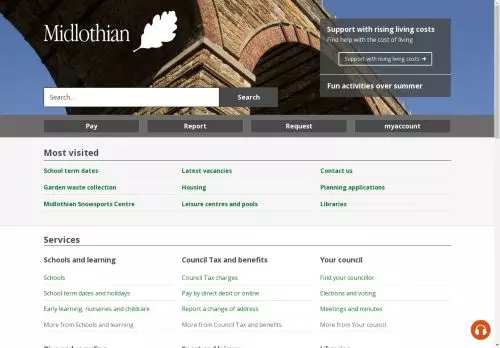 Midlothian
Support with rising living costs
Find help with the cost of living
Support with rising living costs ➔
Fun activities over summer
Search...
Search
Pay
Report
Request
myaccount
Most visited
School term dates
Latest vacancies
Contact us
Garden waste collection
Housing
Planning applications
Midlothian Snowsports Centre
Leisure centres and pools
Libraries
Services
Schools and learning
Council Tax and benefits
Your council
Schools
Council Tax charges
Find your councillor
School term dates and holidays
Pay by direct debit or online
Elections and voting
Early learning, nurseries and childcare
Report a change of address
Meetings and minutes
More from Schools and learning
More from Council Tax and benefits
More from Your council